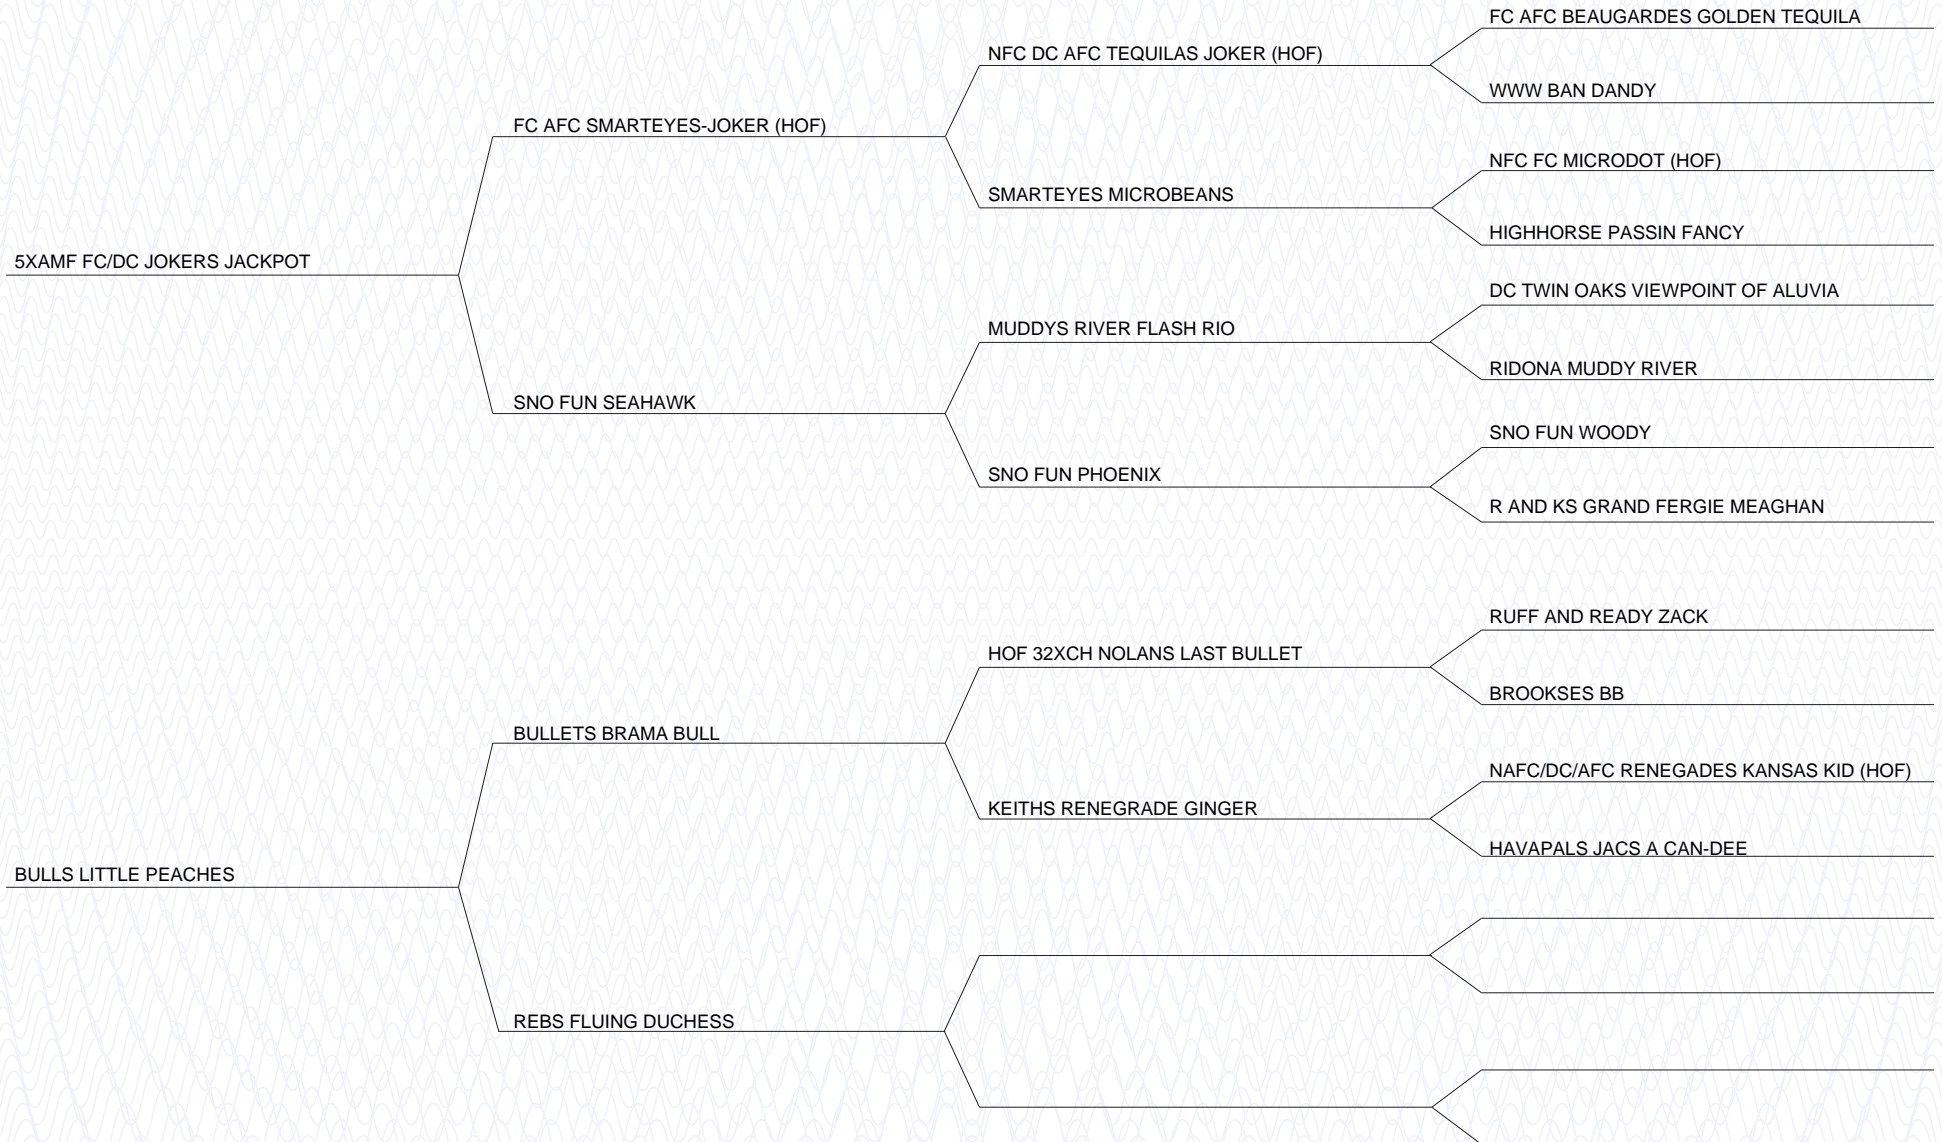 FC AFC BEAUGARDES GOLDEN TEQUILA
NFC DC AFC TEQUILAS JOKER (HOF)
WWW BAN DANDY
FC AFC SMARTEYES-JOKER (HOF)
NFC FC MICRODOT (HOF)
SMARTEYES MICROBEANS
HIGHHORSE PASSIN FANCY
5XAMF FC/DC JOKERS JACKPOT
DC TWIN OAKS VIEWPOINT OF ALUVIA
MUDDYS RIVER FLASH RIO
RIDONA MUDDY RIVER
SNO FUN SEAHAWK
SNO FUN WOODY
SNO FUN PHOENIX
R AND KS GRAND FERGIE MEAGHAN
RUFF AND READY ZACK
HOF 32XCH NOLANS LAST BULLET
BROOKSES BB
BULLETS BRAMA BULL
NAFC/DC/AFC RENEGADES KANSAS KID (HOF)
KEITHS RENEGRADE GINGER
HAVAPALS JACS A CAN-DEE
BULLS LITTLE PEACHES
REBS FLUING DUCHESS